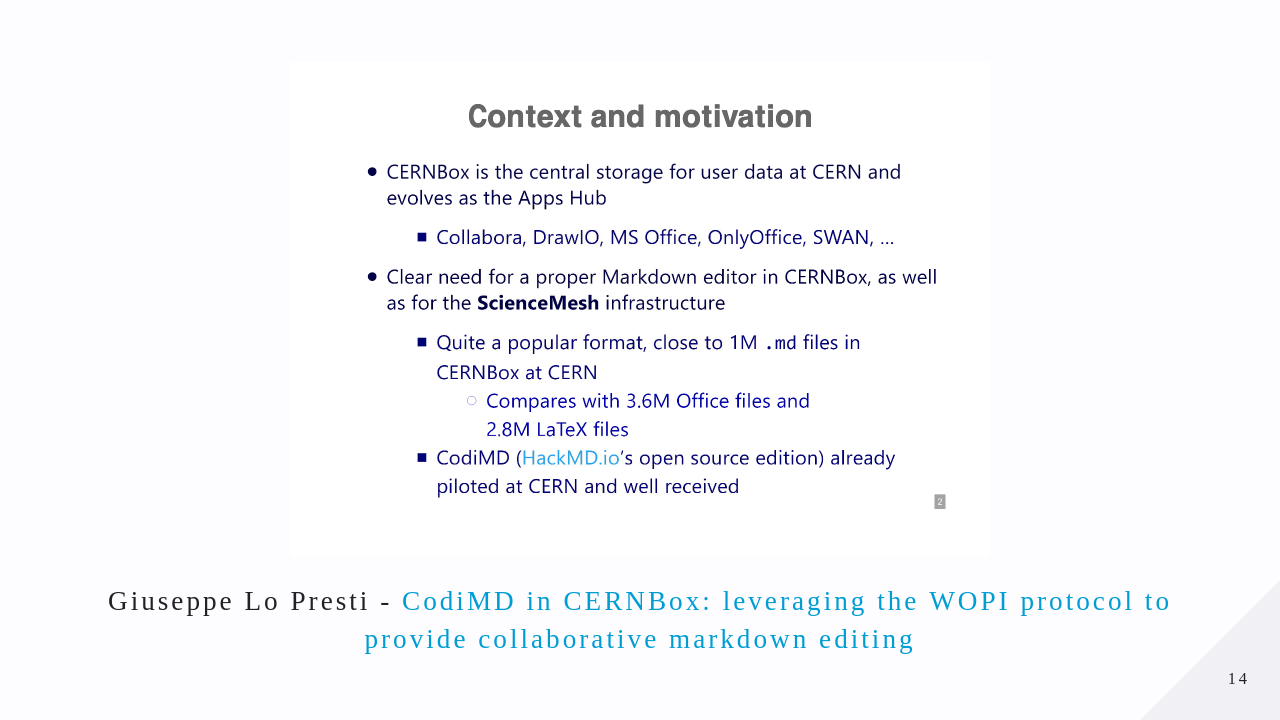 Context and motivation
• CERNBox is the central storage for user data at CERN and
evolves as the Apps Hub
▪ Collabora, DrawIO, MS Office, OnlyOffice, SWAN, ...
• Clear need for a proper Markdown editor in CERNBox, as well
as for the ScienceMesh infrastructure
▪ Quite a popular format, close to 1M .md files in
CERNBox at CERN
○ Compares with 3.6M Office files and
2.8M LaTeX files
▪ CodiMD (HackMD.io's open source edition) already
piloted at CERN and well received
2
Giuseppe Lo Presti - CodiMD in CERNBox: leveraging the WOPI protocol to
provide collaborative markdown editing
14